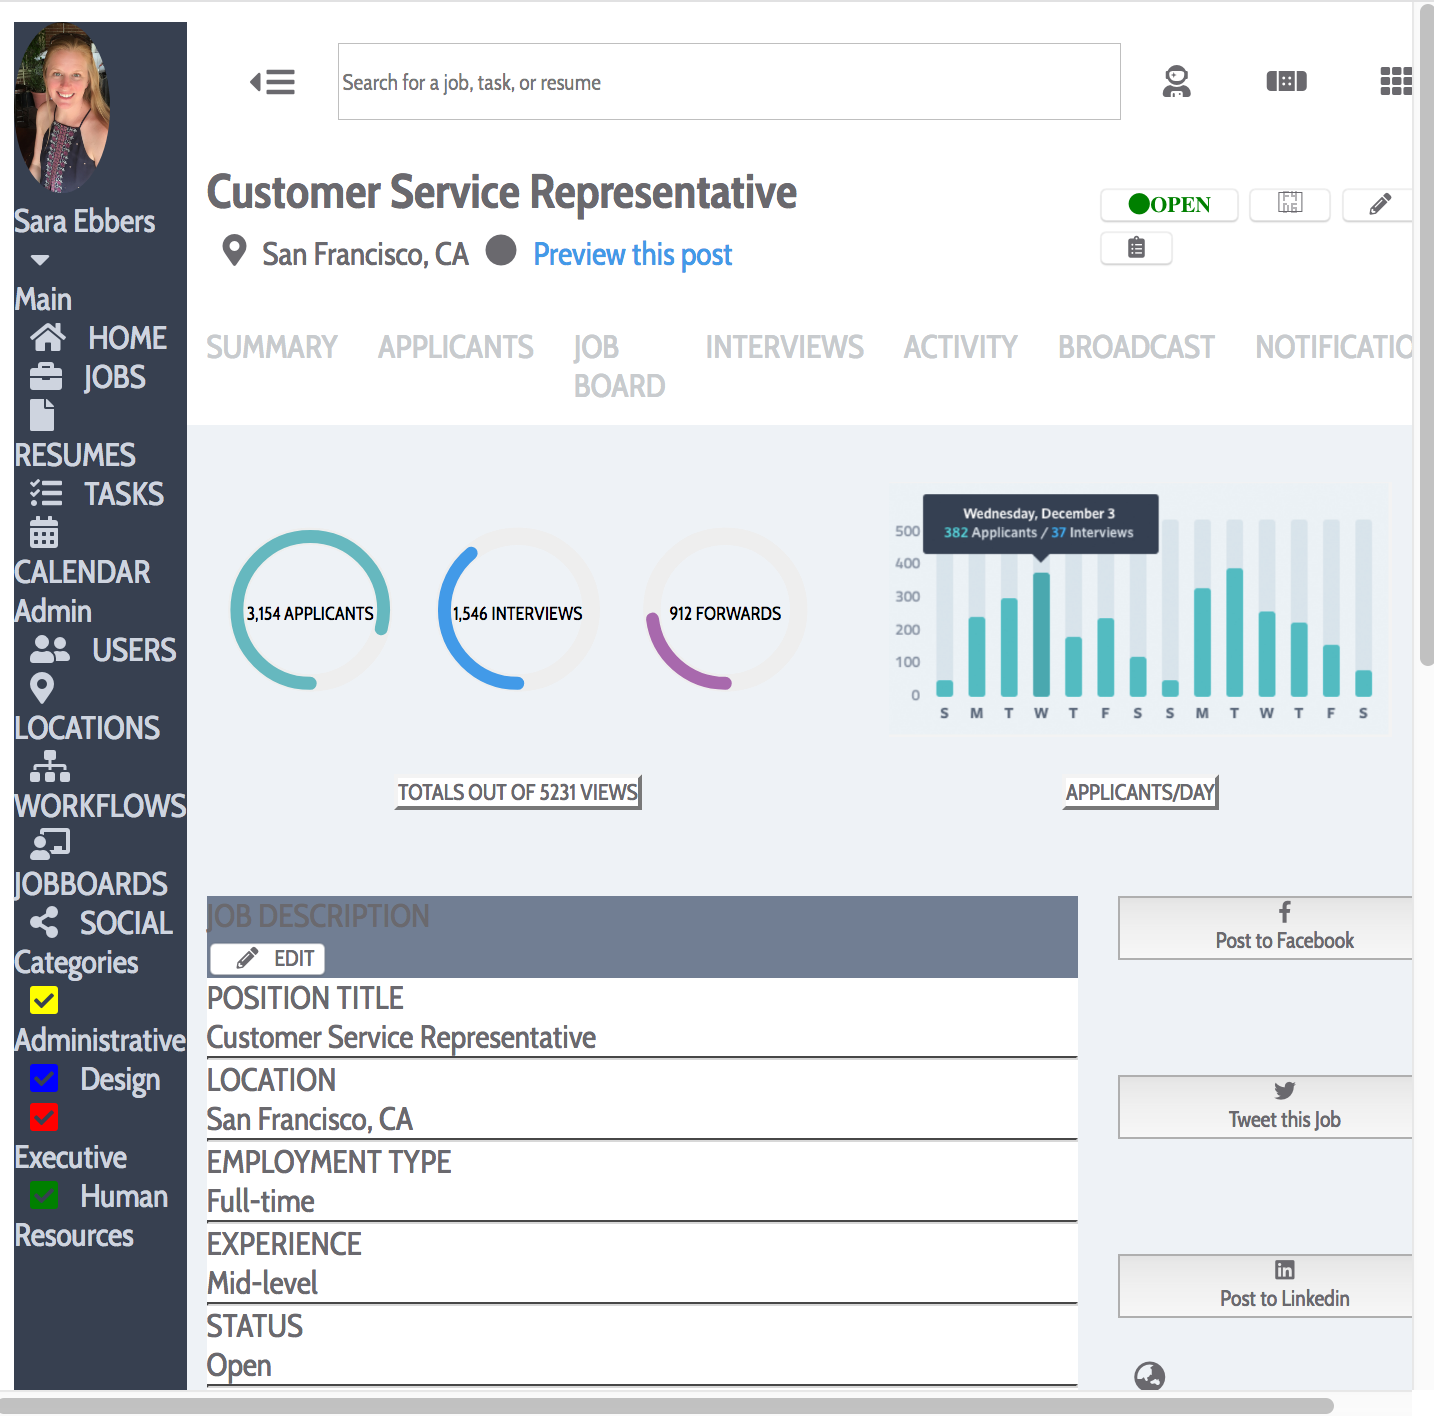 Sara Ebbers
Main
HOME
JOBS
RESUMES
TASKS
CALENDAR
Admin
USERS
LOCATIONS
WORKFLOWS
JOBBOARDS
SOCIAL
Categories
Administrative
Design
Executive
Human
Resources
Search for a job, task, or resume
Customer Service Representative
OPEN
San Francisco, CA
Preview this post
SUMMARY
APPLICANTS
JOB
BOARD
INTERVIEWS
ACTIVITY
BROADCAST
NOTIFICATIO
3,154 APPLICANTS
1,546 INTERVIEWS
912 FORWARDS
TOTALS OUT OF 5231 VIEWS
Wednesday, December 3
382 Applicants / 37 Interviews
500
400
300
200
100
0
S M T W T F S S M T W T F S
APPLICANTS/DAY
JOB DESCRIPTION
EDIT
POSITION TITLE
Customer Service Representative
LOCATION
San Francisco, CA
EMPLOYMENT TYPE
Full-time
EXPERIENCE
Mid-level
STATUS
Open
Post to Facebook
Tweet this Job
Post to Linkedin